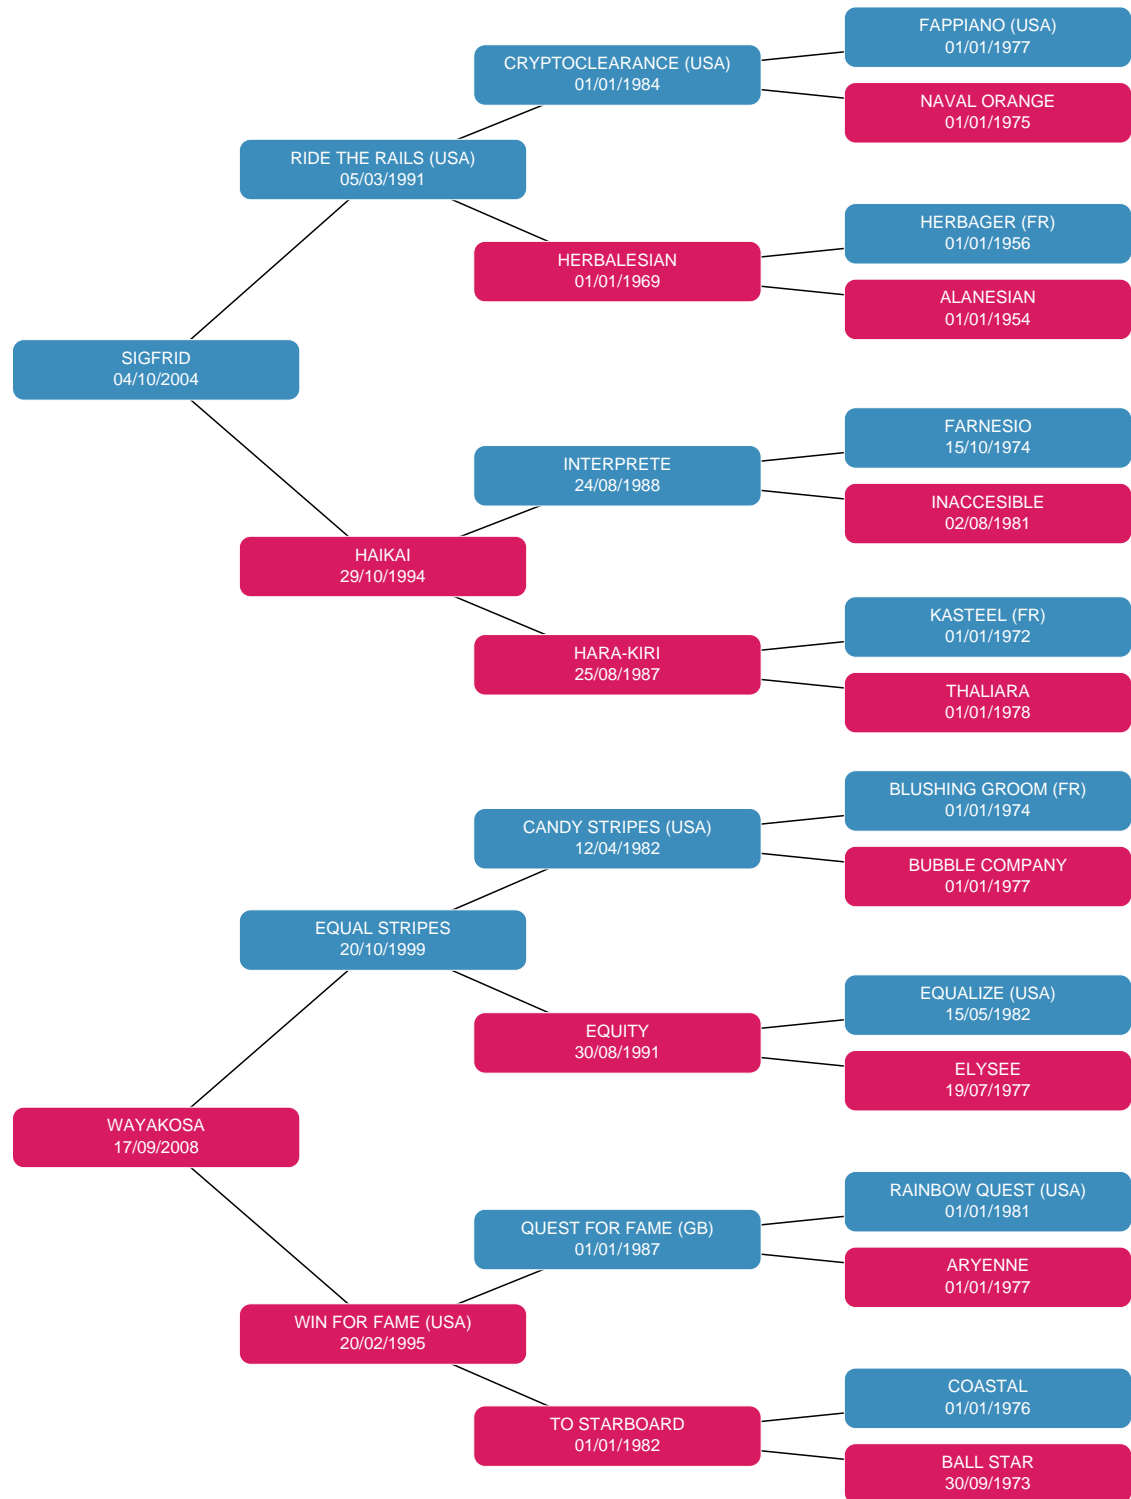 FAPPIANO (USA)
01/01/1977
CRYPTOCLEARANCE (USA)
01/01/1984
NAVAL ORANGE
01/01/1975
RIDE THE RAILS (USA)
05/03/1991
HERBAGER (FR)
01/01/1956
HERBALESIAN
01/01/1969
ALANESIAN
01/01/1954
SIGFRID
04/10/2004
FARNESIO
15/10/1974
INTERPRETE
24/08/1988
INACCESIBLE
02/08/1981
HAIKAI
29/10/1994
KASTEEL (FR)
01/01/1972
HARA-KIRI
25/08/1987
THALIARA
01/01/1978
BLUSHING GROOM (FR)
01/01/1974
CANDY STRIPES (USA)
12/04/1982
BUBBLE COMPANY
01/01/1977
EQUAL STRIPES
20/10/1999
EQUALIZE (USA)
15/05/1982
EQUITY
30/08/1991
ELYSEE
19/07/1977
WAYAKOSA
17/09/2008
RAINBOW QUEST (USA)
01/01/1981
QUEST FOR FAME (GB)
01/01/1987
ARYENNE
01/01/1977
WIN FOR FAME (USA)
20/02/1995
COASTAL
01/01/1976
TO STARBOARD
01/01/1982
BALL STAR
30/09/1973